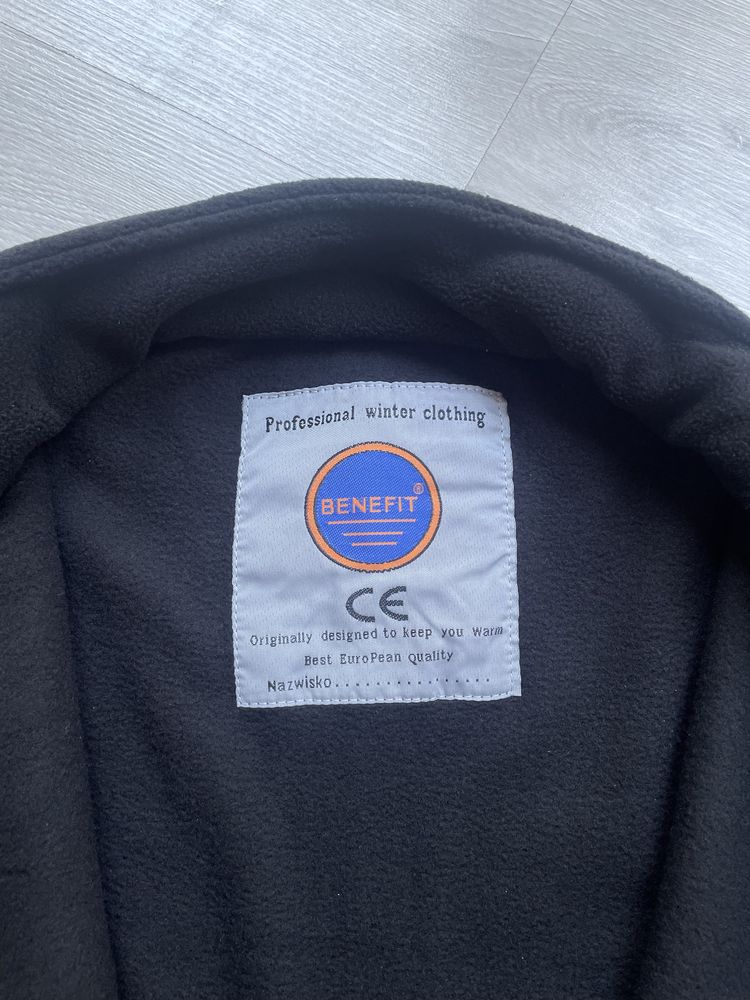 Professional winter clothing
BENEFIT®
CE
Originally designed to keep you warm
Best EuroPean Quality
Nazwisko................